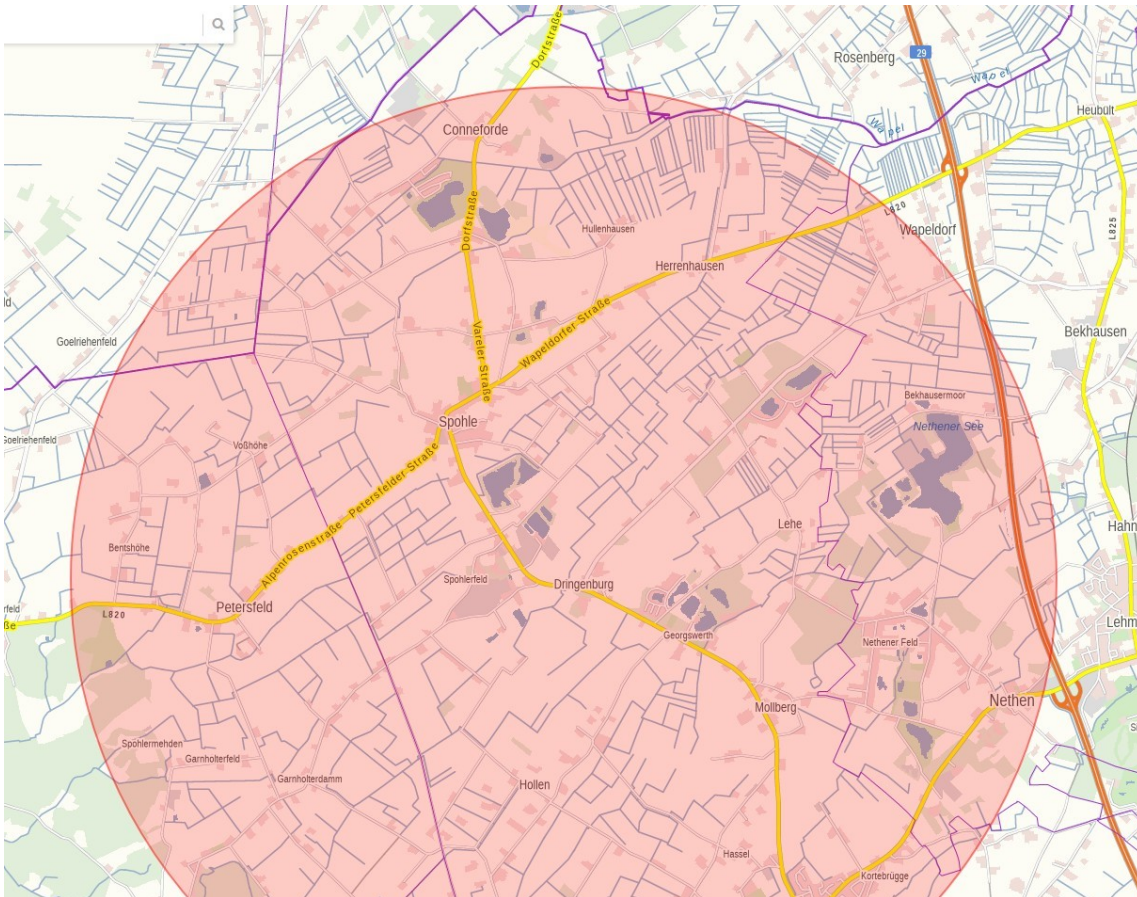 Dorfstraße
29
Rosenberg
Wapel
Heubült
Conneforde
Wapel
L820
Dorfstraße
Hullenhausen
Wapeldorf
L825
Herrenhausen
Goelriehenfeld
Vareler Straße
Wapeldorfer Straße
Bekhausen
Bekhausermoor
Spohle
Nethener See
Goelriehenfeld
Voßhöhe
Alpenrosenstraße
Petersfelder Straße
Lehe
Hahn
Bentshöhe
Spohlerfeld
Dringenburg
Petersfeld
L820
rfeld
ße
Georgswerth
Nethener Feld
Lehm
Mollberg
Nethen
Spohlermehden
Garnholterfeld
Garnholterdamm
Hollen
Hassel
Kortebrügge